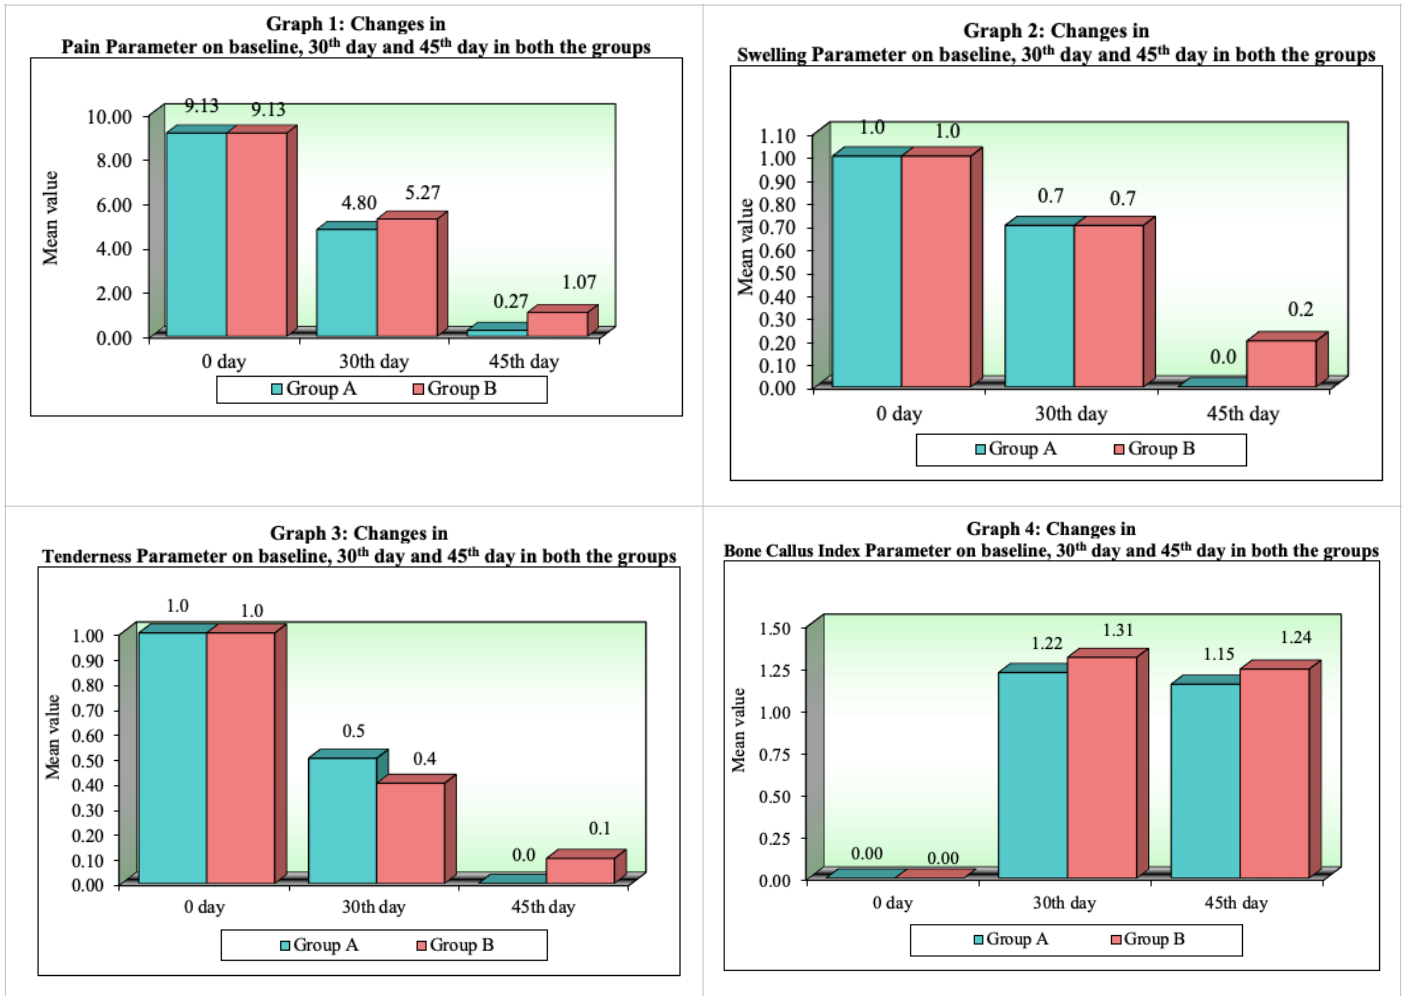 Graph 1: Changes in
Pain Parameter on baseline, 30th day and 45th day in both the groups
10.00
8.00
6.00
4.00
2.00
0.00
Mean value
9.13
9.13
4.80
5.27
0.27
1.07
0 day
30th day
45th day
Group A
Group B
Graph 2: Changes in
Swelling Parameter on baseline, 30th day and 45th day in both the groups
1.10
1.00
0.90
0.80
0.70
0.60
0.50
0.40
0.30
0.20
0.10
0.00
Mean value
1.0
1.0
0.7
0.7
0.0
0.2
0 day
30th day
45th day
Group A
Group B
Graph 3: Changes in
Tenderness Parameter on baseline, 30th day and 45th day in both the groups
1.00
0.90
0.80
0.70
0.60
0.50
0.40
0.30
0.20
0.10
0.00
Mean value
1.0
1.0
0.5
0.4
0.0
0.1
0 day
30th day
45th day
Group A
Group B
Graph 4: Changes in
Bone Callus Index Parameter on baseline, 30th day and 45th day in both the groups
1.50
1.25
1.00
0.75
0.50
0.25
0.00
Mean value
0.00
0.00
1.22
1.31
1.15
1.24
0 day
30th day
45th day
Group A
Group B